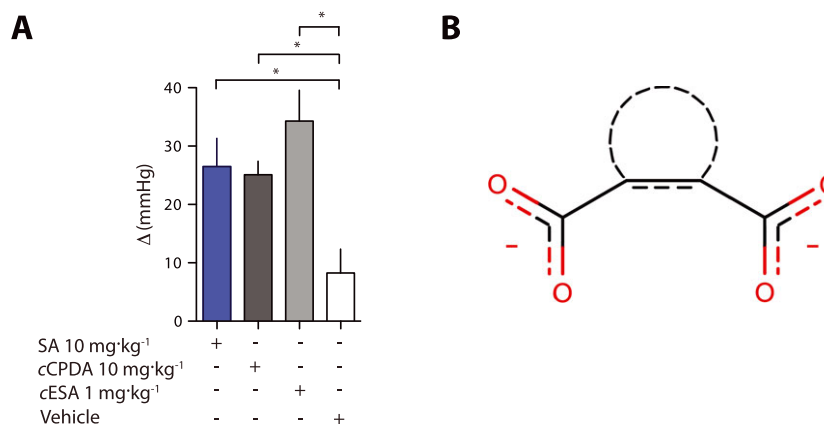 A
B
*
*
*
40
30
20
10
0
Δ (mmHg)
SA 10 mg·kg⁻¹ + - - -
cCPDA 10 mg·kg⁻¹ - + - -
cESA 1 mg·kg⁻¹ - - + -
Vehicle - - - +
O O
− −
O O